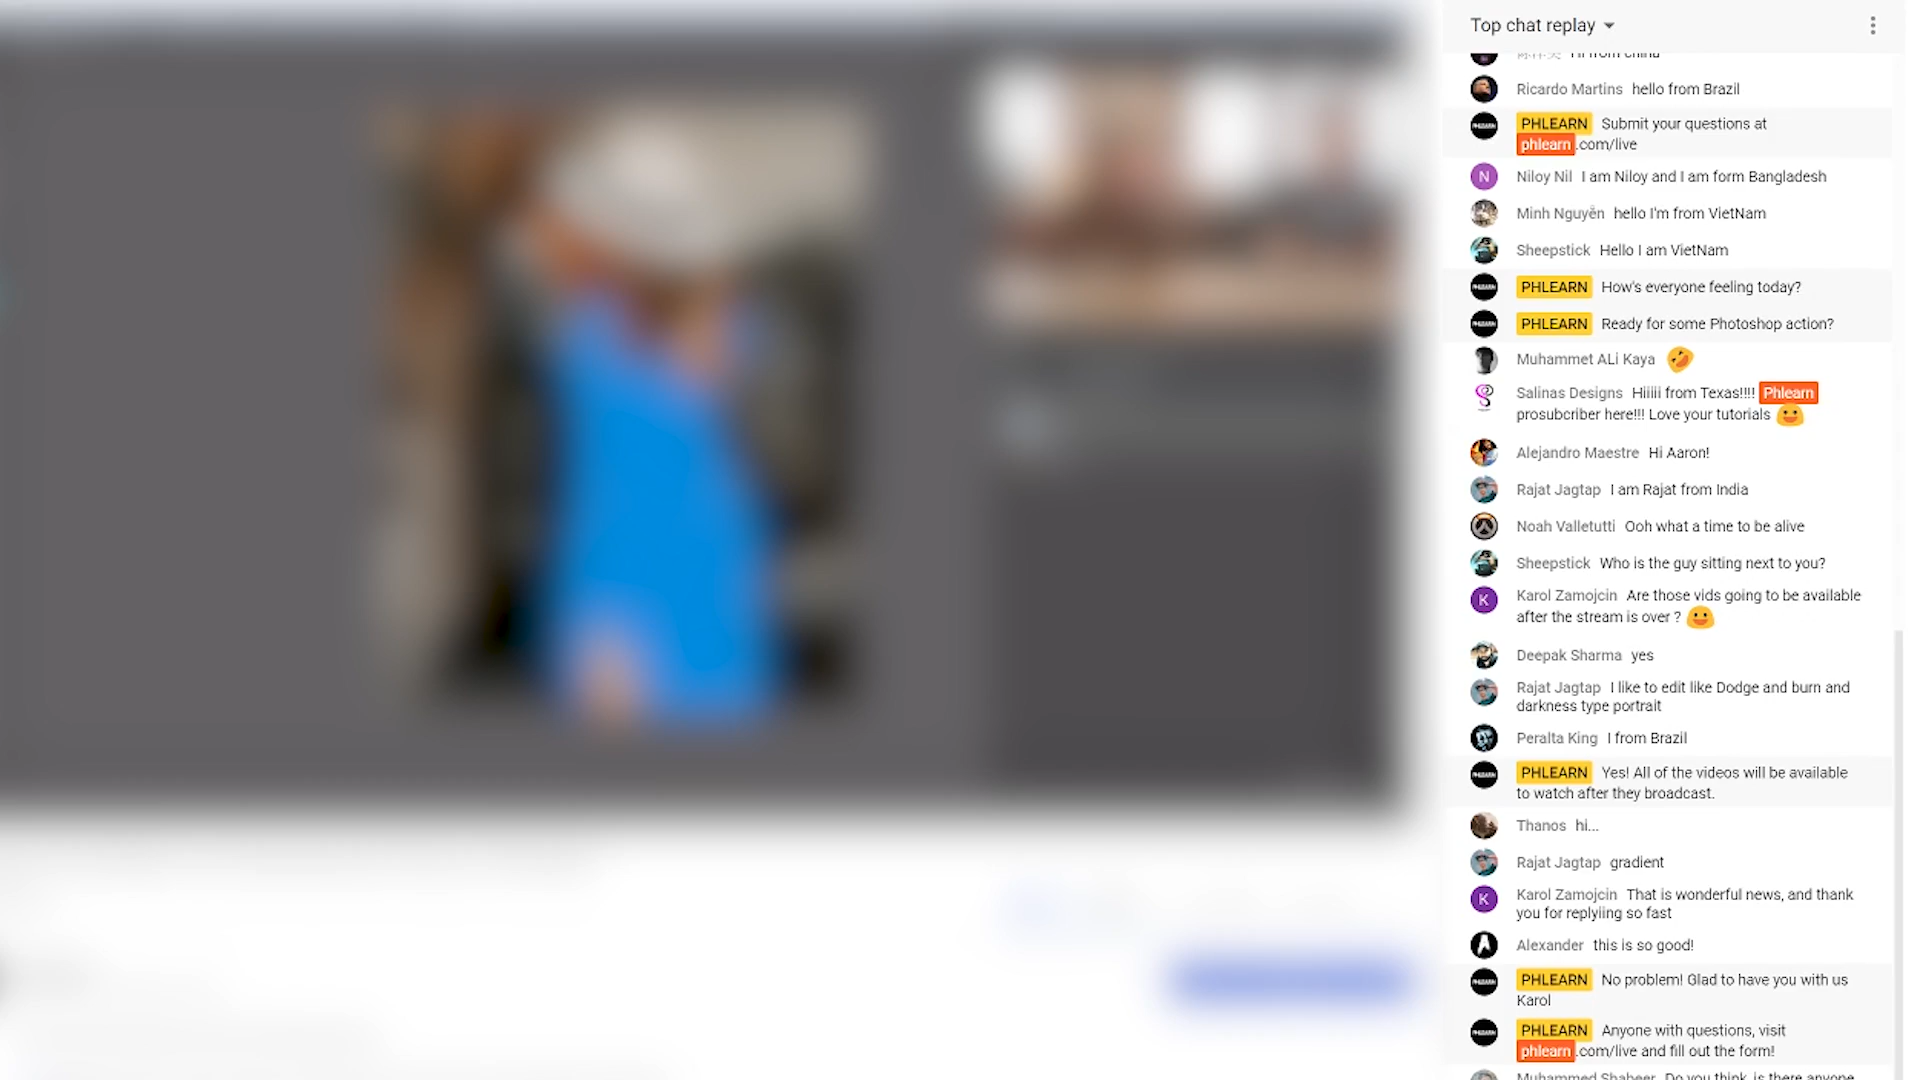 Top chat replay
Hi from china
Ricardo Martins hello from Brazil
PHLEARN Submit your questions at
phlearn.com/live
Niloy Nil I am Niloy and I am form Bangladesh
Minh Nguyễn hello I'm from VietNam
Sheepstick Hello I am VietNam
PHLEARN How's everyone feeling today?
PHLEARN Ready for some Photoshop action?
Muhammet ALi Kaya 🤣
Salinas Designs Hiiiii from Texas!!!! Phlearn
prosubcriber here!!! Love your tutorials 😃
Alejandro Maestre Hi Aaron!
Rajat Jagtap I am Rajat from India
Noah Valletutti Ooh what a time to be alive
Sheepstick Who is the guy sitting next to you?
K Karol Zamojcin Are those vids going to be available
after the stream is over ? 😃
Deepak Sharma yes
Rajat Jagtap I like to edit like Dodge and burn and
darkness type portrait
Peralta King I from Brazil
PHLEARN Yes! All of the videos will be available
to watch after they broadcast.
Thanos hi...
Rajat Jagtap gradient
K Karol Zamojcin That is wonderful news, and thank
you for replyiing so fast
Alexander this is so good!
PHLEARN No problem! Glad to have you with us
Karol
PHLEARN Anyone with questions, visit
phlearn.com/live and fill out the form!
Muhammed Shabeer Do you think, is there anyone